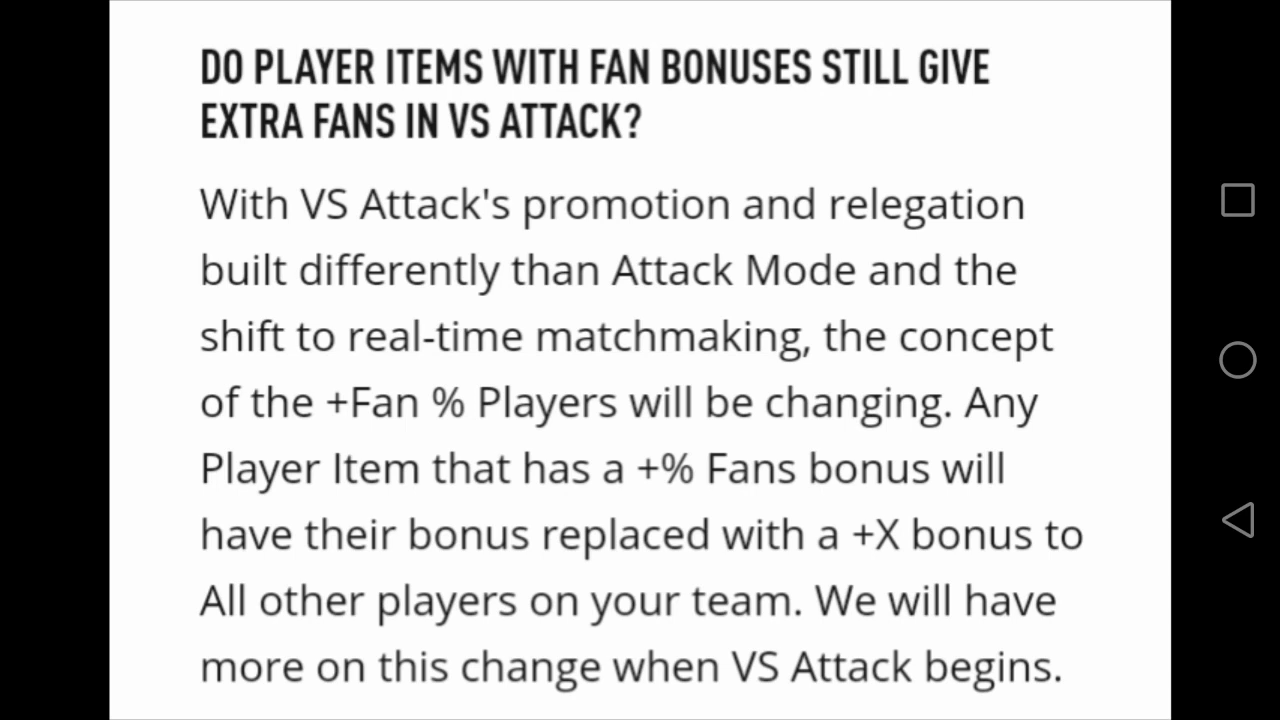 DO PLAYER ITEMS WITH FAN BONUSES STILL GIVE
EXTRA FANS IN VS ATTACK?
With VS Attack's promotion and relegation
built differently than Attack Mode and the
shift to real-time matchmaking, the concept
of the +Fan % Players will be changing. Any
Player Item that has a +% Fans bonus will
have their bonus replaced with a +X bonus to
All other players on your team. We will have
more on this change when VS Attack begins.